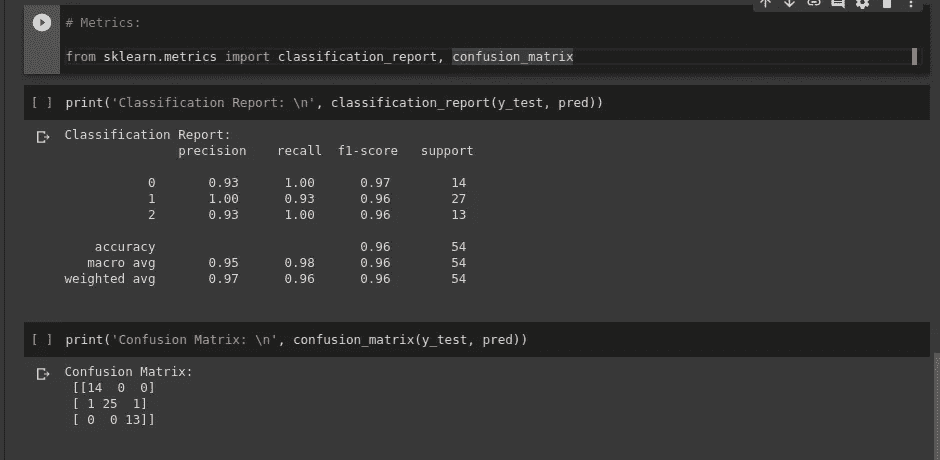 # Metrics:
from sklearn.metrics import classification_report, confusion_matrix
[ ] print('Classification Report: \n', classification_report(y_test, pred))
Classification Report:
precision recall f1-score support
0 0.93 1.00 0.97 14
1 1.00 0.93 0.96 27
2 0.93 1.00 0.96 13
accuracy 0.96 54
macro avg 0.95 0.98 0.96 54
weighted avg 0.97 0.96 0.96 54
[ ] print('Confusion Matrix: \n', confusion_matrix(y_test, pred))
Confusion Matrix:
[[14 0 0]
[ 1 25 1]
[ 0 0 13]]